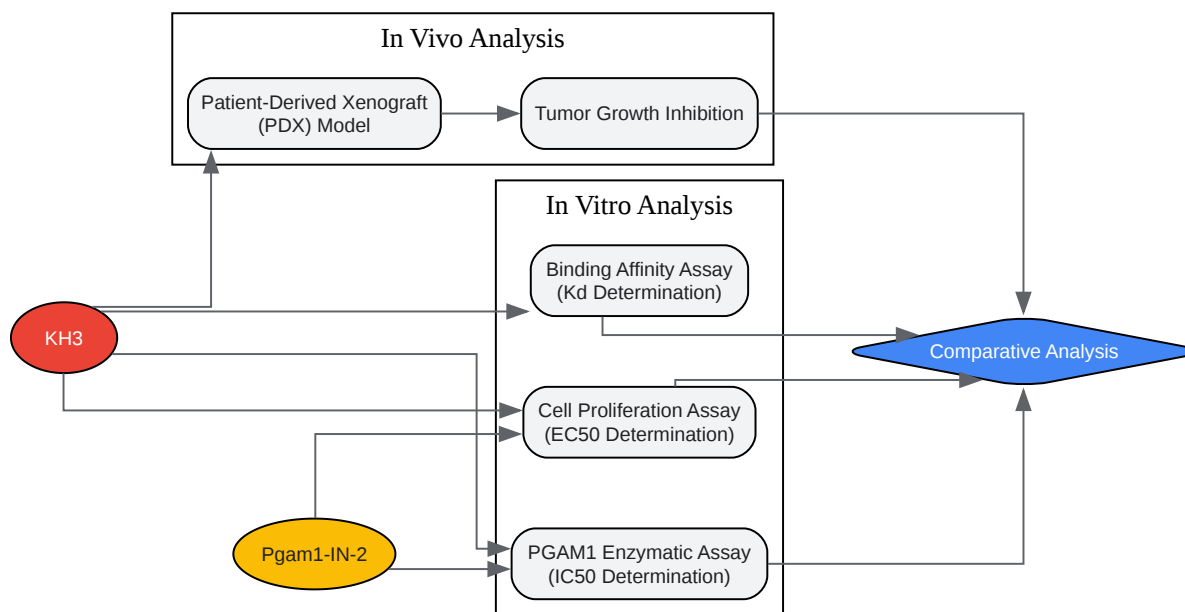 In Vivo Analysis
Patient-Derived Xenograft
(PDX) Model
Tumor Growth Inhibition
In Vitro Analysis
Binding Affinity Assay
(Kd Determination)
KH3
Comparative Analysis
Cell Proliferation Assay
(EC50 Determination)
Pgam1-IN-2
PGAM1 Enzymatic Assay
(IC50 Determination)